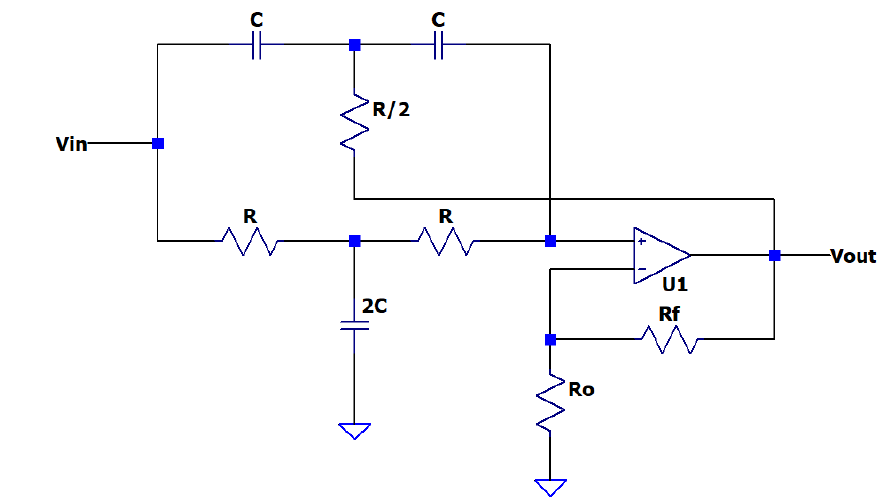 C
C
R/2
Vin
R
R
+
-
Vout
U1
2C
Rf
Ro